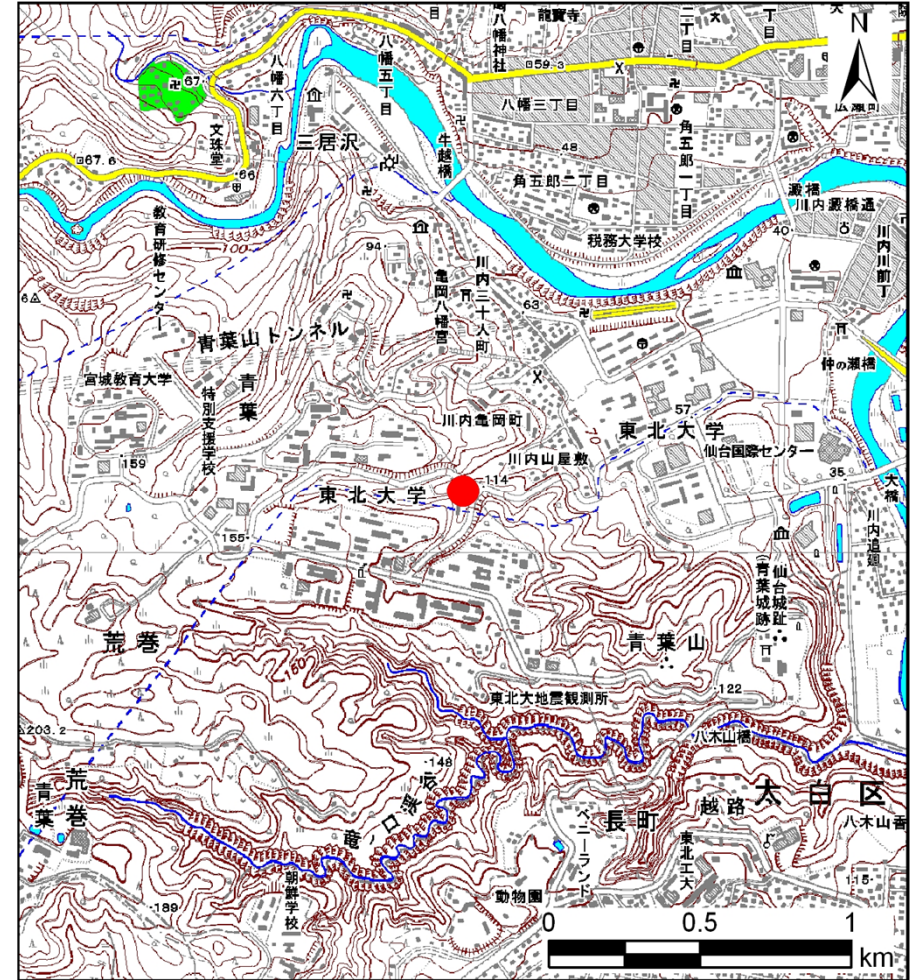 龍寶寺
二丁目
丁目
N
八幡五丁目
59.3
67
八幡六丁目
八幡三丁目
文珠堂
三居沢
牛越橋
48
角五郎一丁目
67.6
66
角五郎二丁目
澱橋
川内澱橋通
教育研修センター
100
税務大学校
40
94
川内三十人町
川内川前丁
亀岡八幡宮
63
青葉山トンネル
仲の瀬橋
宮城教育大学
青葉
特別支援学校
川内亀岡町
57
70
東北大学
川内山屋敷
仙台国際センター
159
114
35
東北大学
大橋
155
川内追廻
仙台城址
(青葉城跡)
荒巻
青葉山
150
122
東北大地震観測所
203.2
八木山橋
148
荒巻
青葉
太白区
竜ノ口渓谷
長町
越路
八木山香
ベニーランド
東北工大
朝鮮学校
115
189
動物園
0 0.5 1
km